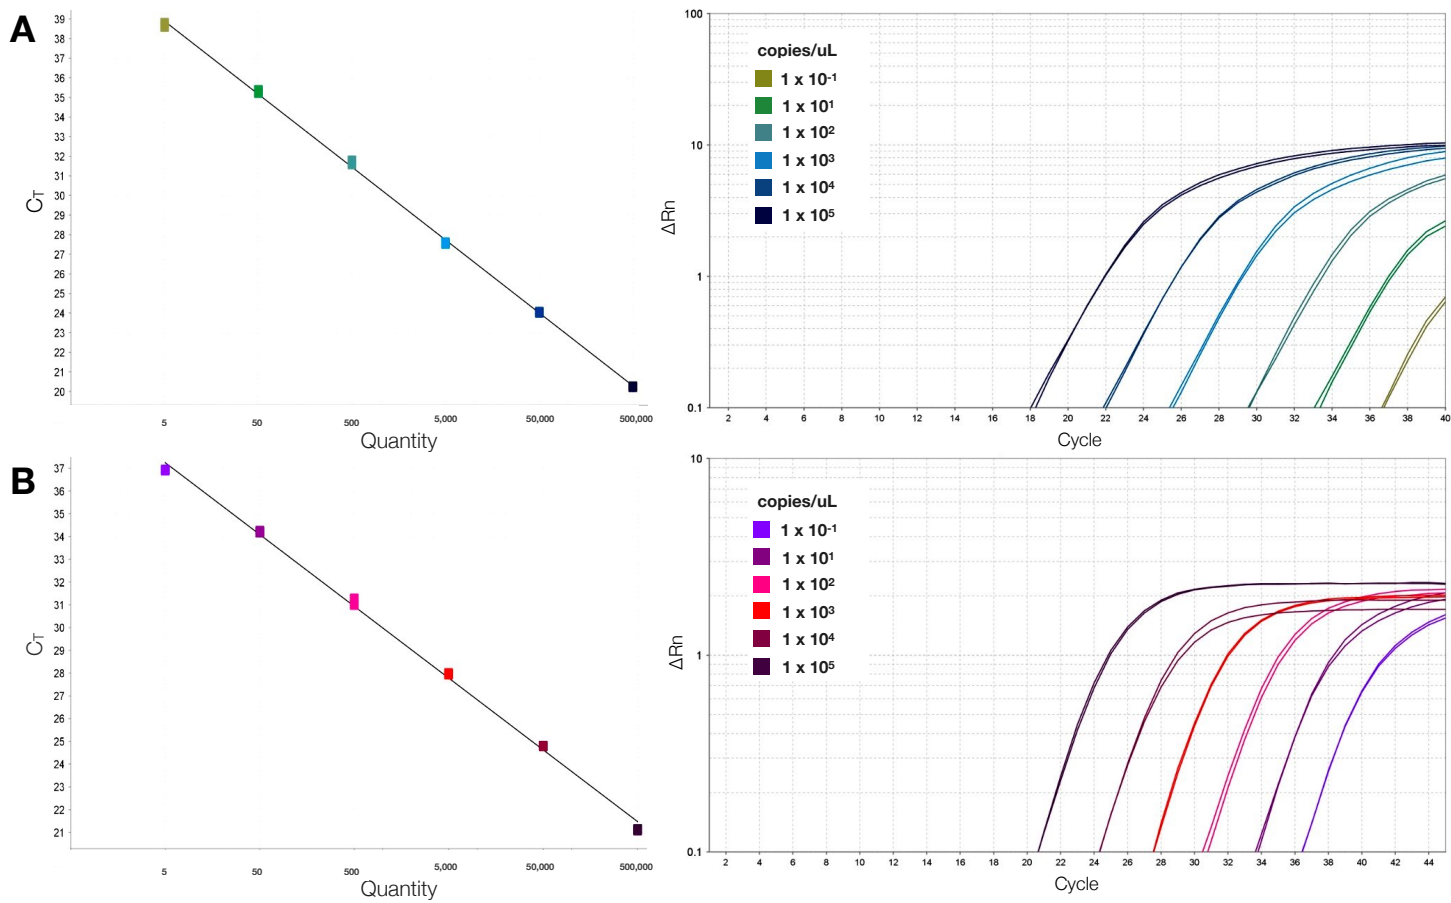 A
39
38
37
36
35
34
33
32
31
30
29
28
27
26
25
24
23
22
21
20
CT
5 50 500 5,000 50,000 500,000
Quantity
100
10
1
0.1
ΔRn
copies/uL
1 x 10-1
1 x 10¹
1 x 10²
1 x 10³
1 x 10⁴
1 x 10⁵
2 4 6 8 10 12 14 16 18 20 22 24 26 28 30 32 34 36 38 40
Cycle
B
37
36
35
34
32
31
30
29
28
26
25
24
23
22
21
CT
5 50 500 5,000 50,000 500,000
Quantity
10
1
0.1
ΔRn
copies/uL
1 x 10-1
1 x 10¹
1 x 10²
1 x 10³
1 x 10⁴
1 x 10⁵
2 4 6 8 10 12 14 16 18 20 22 24 26 28 30 32 34 36 38 40 42 44
Cycle